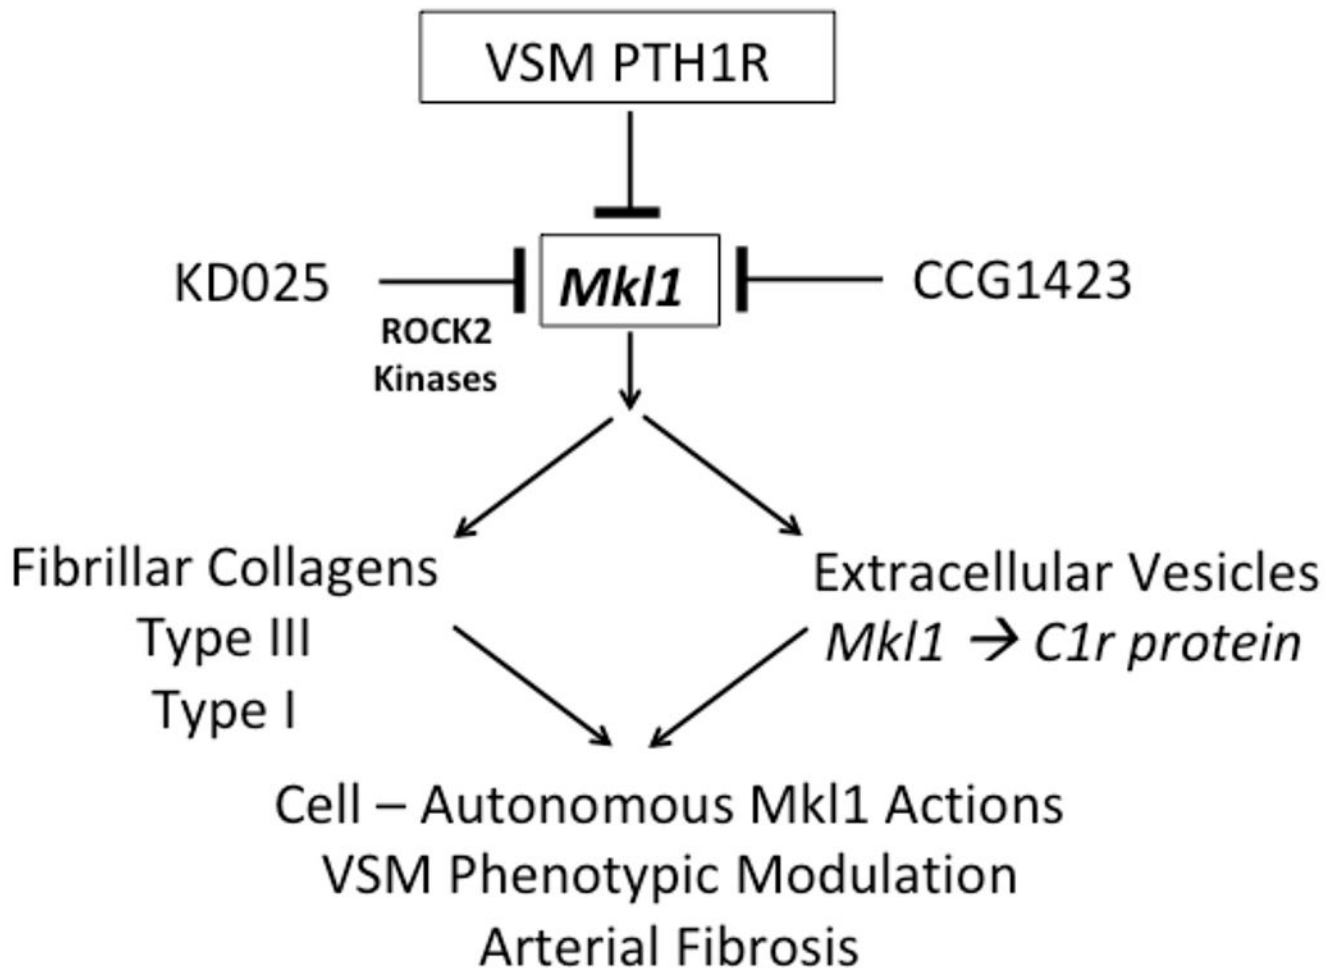 VSM PTH1R
KD025
Mkl1
CCG1423
ROCK2
Kinases
Fibrillar Collagens
Type III
Type I
Extracellular Vesicles
Mkl1 → C1r protein
Cell – Autonomous Mkl1 Actions
VSM Phenotypic Modulation
Arterial Fibrosis